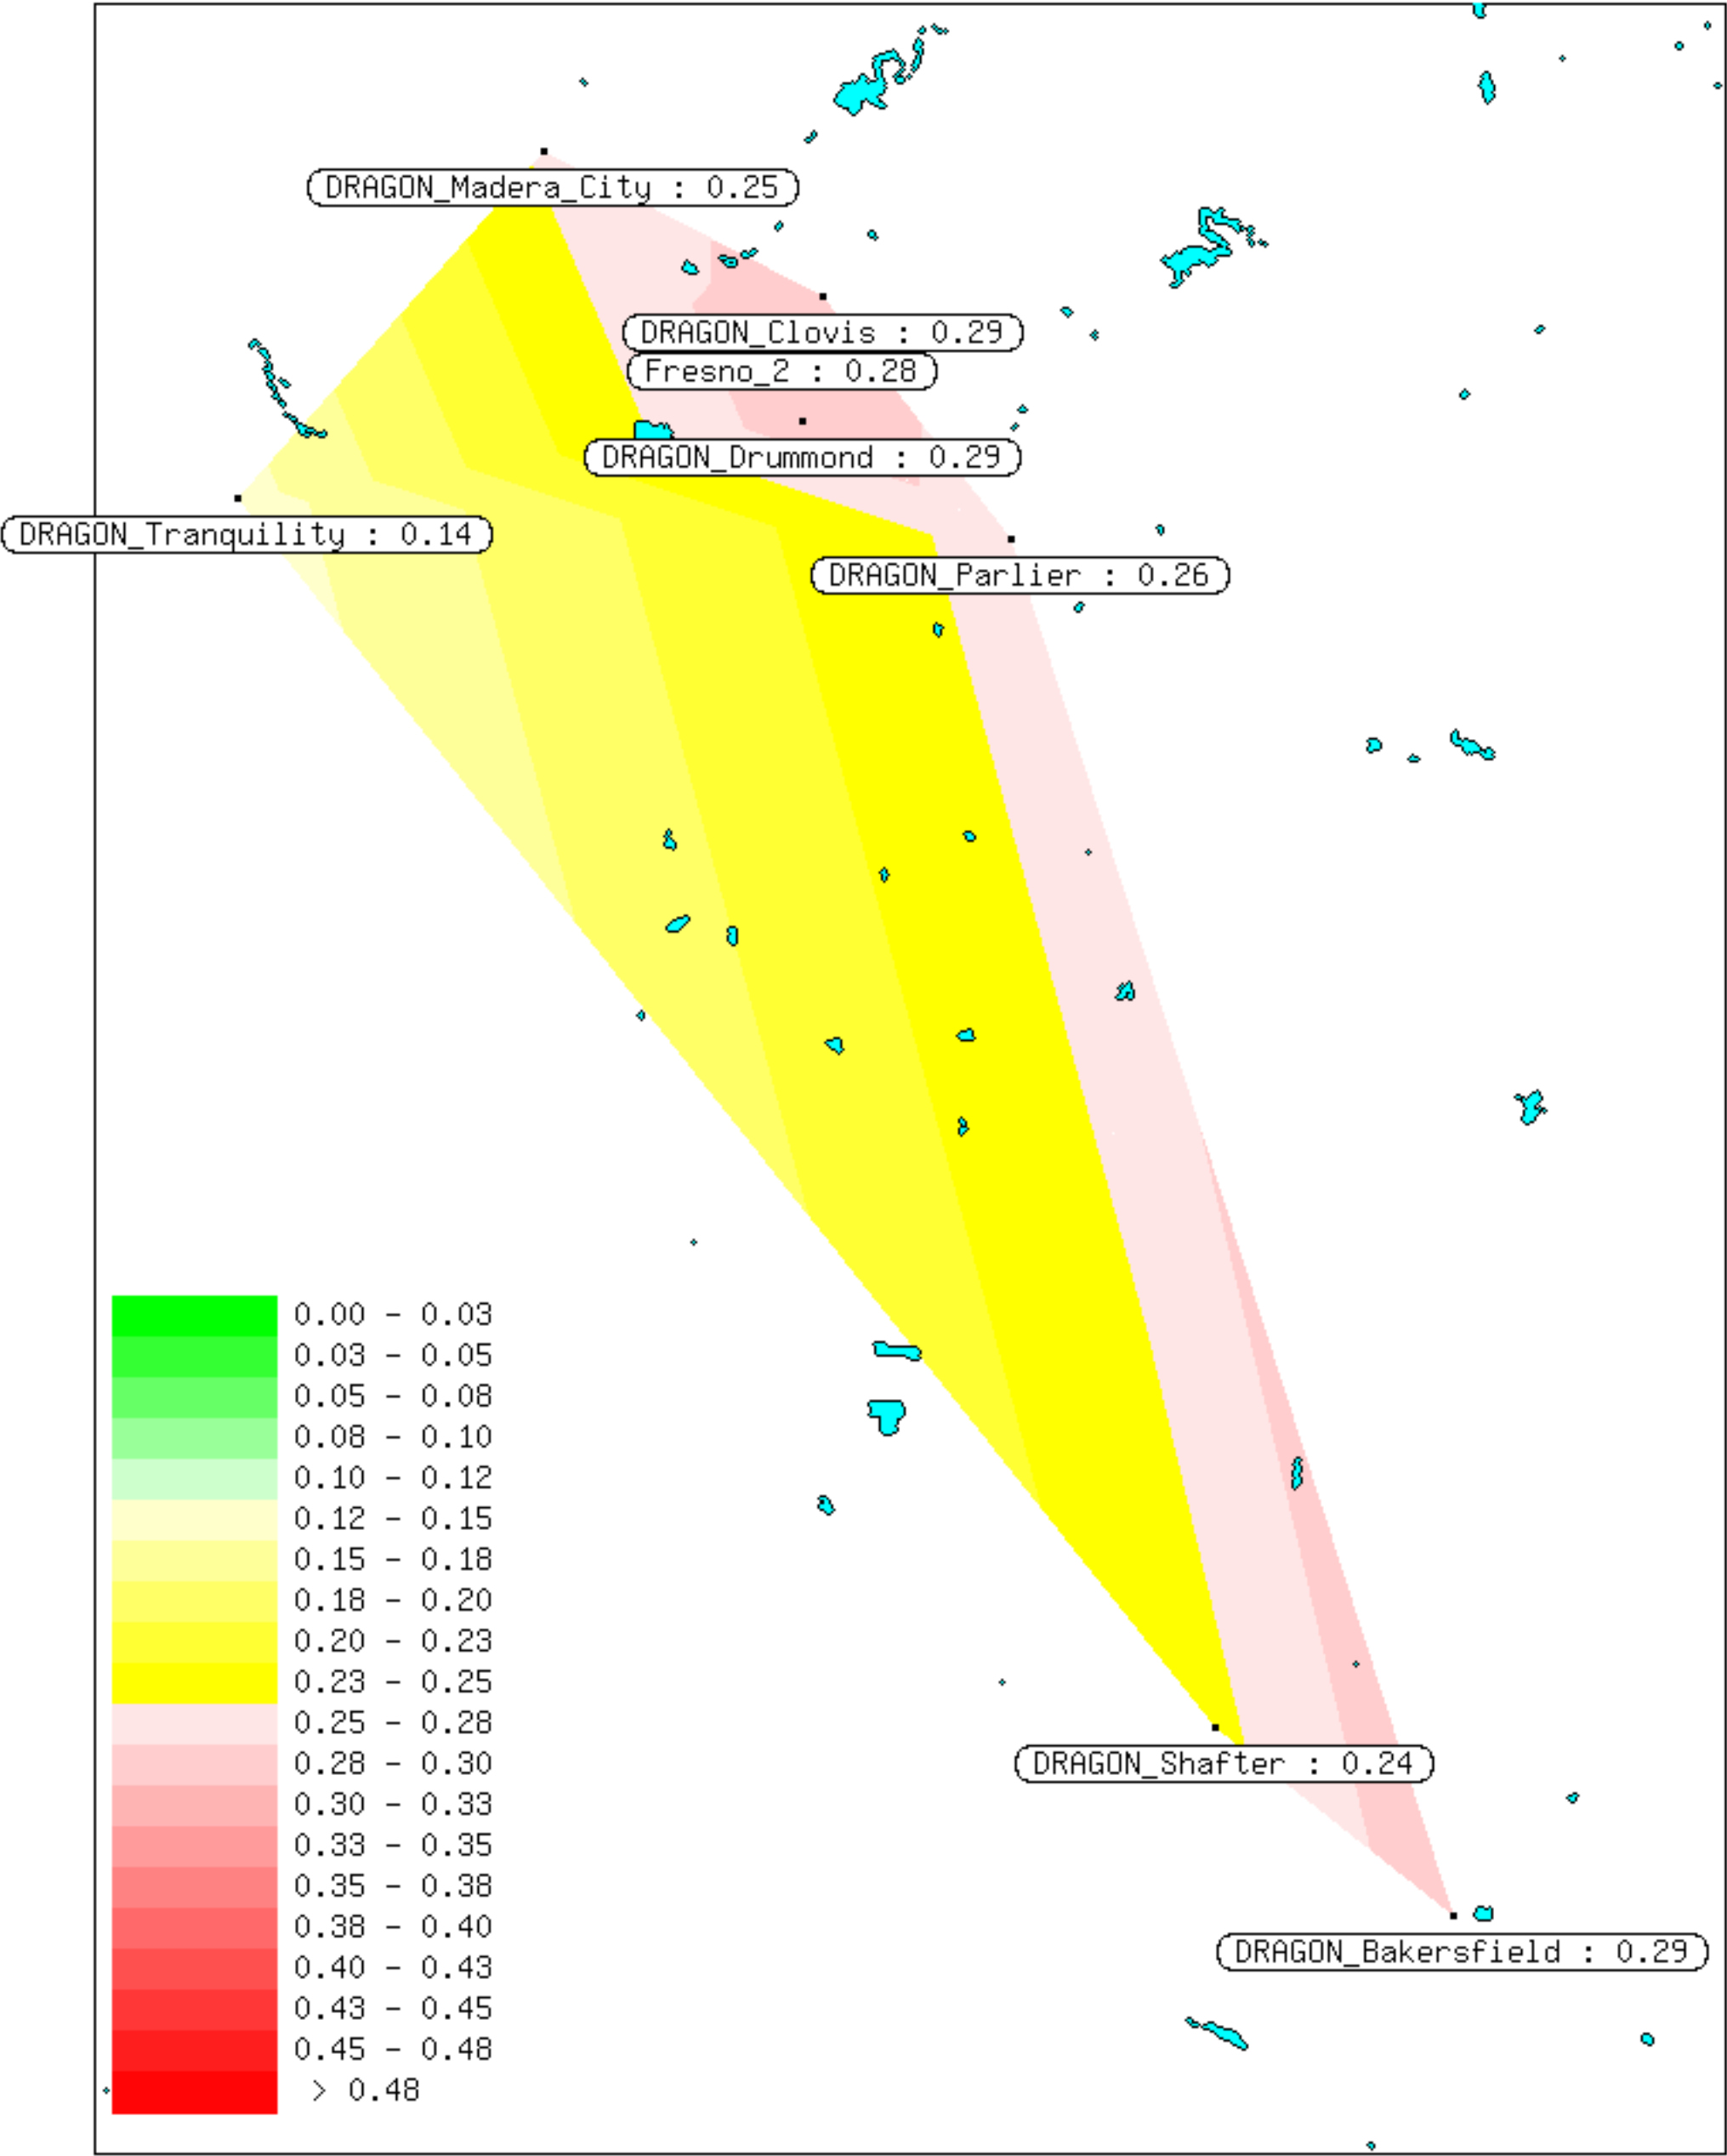 DRAGON_Madera_City : 0.25
DRAGON_Clovis : 0.29
Fresno_2 : 0.28
DRAGON_Drummond : 0.29
DRAGON_Tranquility : 0.14
DRAGON_Parlier : 0.26
0.00 - 0.03
0.03 - 0.05
0.05 - 0.08
0.08 - 0.10
0.10 - 0.12
0.12 - 0.15
0.15 - 0.18
0.18 - 0.20
0.20 - 0.23
0.23 - 0.25
0.25 - 0.28
0.28 - 0.30
0.30 - 0.33
0.33 - 0.35
0.35 - 0.38
0.38 - 0.40
0.40 - 0.43
0.43 - 0.45
0.45 - 0.48
> 0.48
DRAGON_Shafter : 0.24
DRAGON_Bakersfield : 0.29